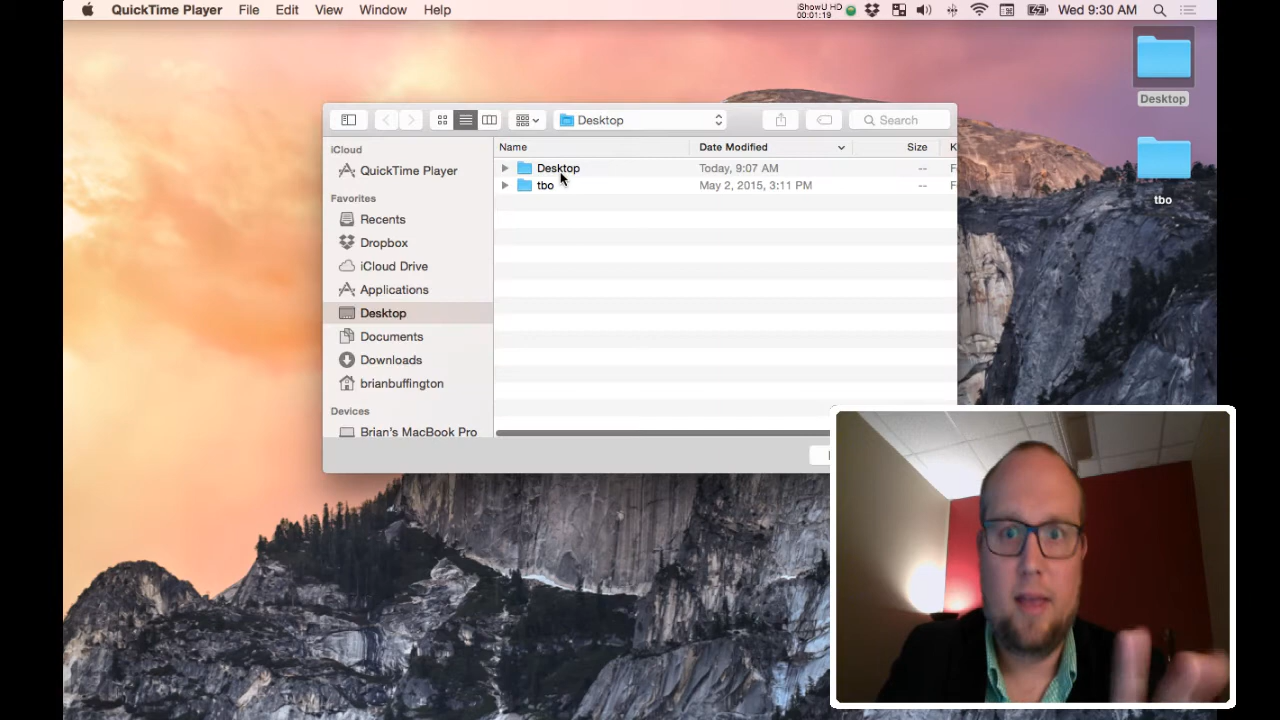 QuickTime Player File Edit View Window Help iShowU HD 00:01:19 Wed 9:30 AM
Desktop
tbo
Desktop Search
iCloud
QuickTime Player
Favorites
Recents
Dropbox
iCloud Drive
Applications
Desktop
Documents
Downloads
brianbuffington
Devices
Brian's MacBook Pro
Name Date Modified Size
Desktop Today, 9:07 AM --
tbo May 2, 2015, 3:11 PM --